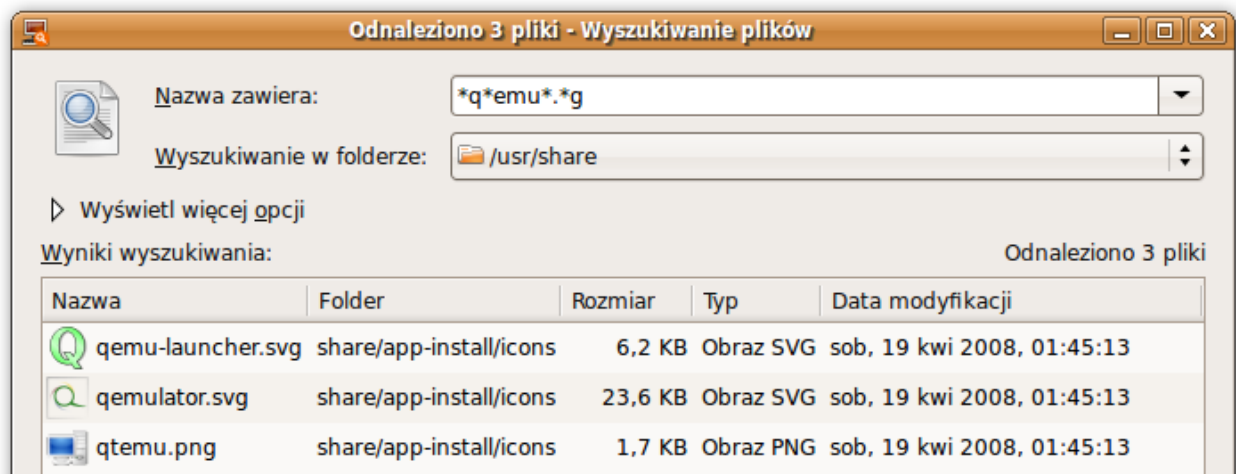 Odnaleziono 3 pliki - Wyszukiwanie plików
Nazwa zawiera: *q*emu*.*g
Wyszukiwanie w folderze: /usr/share
Wyświetl więcej opcji
Wyniki wyszukiwania: Odnaleziono 3 pliki
Nazwa Folder Rozmiar Typ Data modyfikacji
qemu-launcher.svg share/app-install/icons 6,2 KB Obraz SVG sob, 19 kwi 2008, 01:45:13
qemulator.svg share/app-install/icons 23,6 KB Obraz SVG sob, 19 kwi 2008, 01:45:13
qtemu.png share/app-install/icons 1,7 KB Obraz PNG sob, 19 kwi 2008, 01:45:13